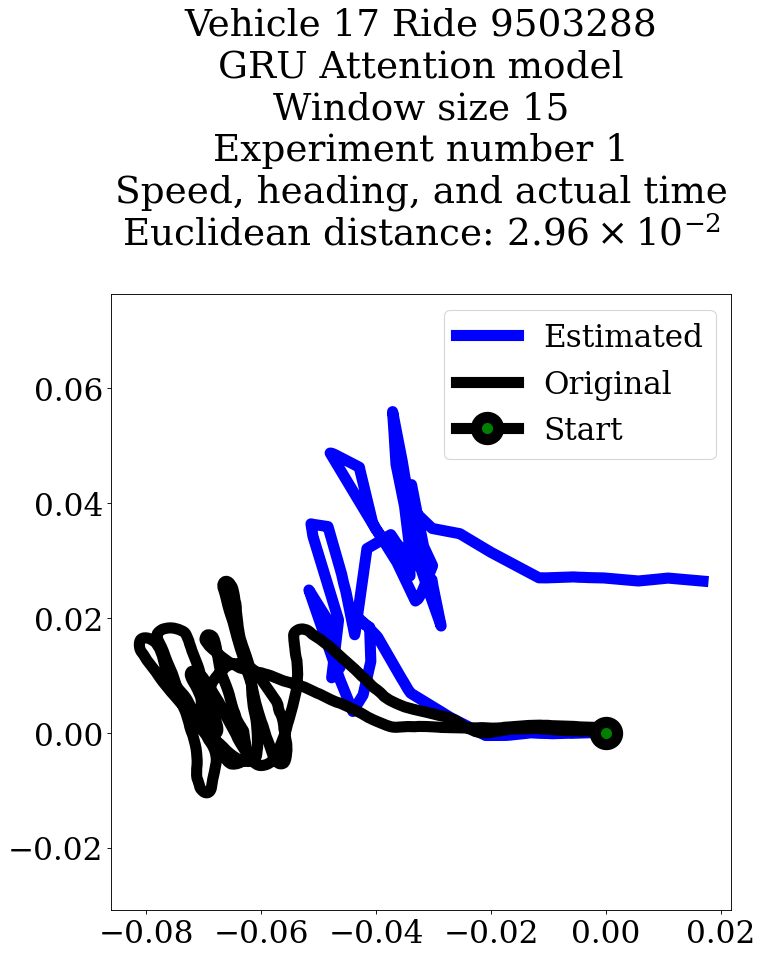 Vehicle 17 Ride 9503288
GRU Attention model
Window size 15
Experiment number 1
Speed, heading, and actual time
Euclidean distance: 2.96 × 10⁻²
Estimated
Original
Start
0.06
0.04
0.02
0.00
−0.02
−0.08 −0.06 −0.04 −0.02 0.00 0.02